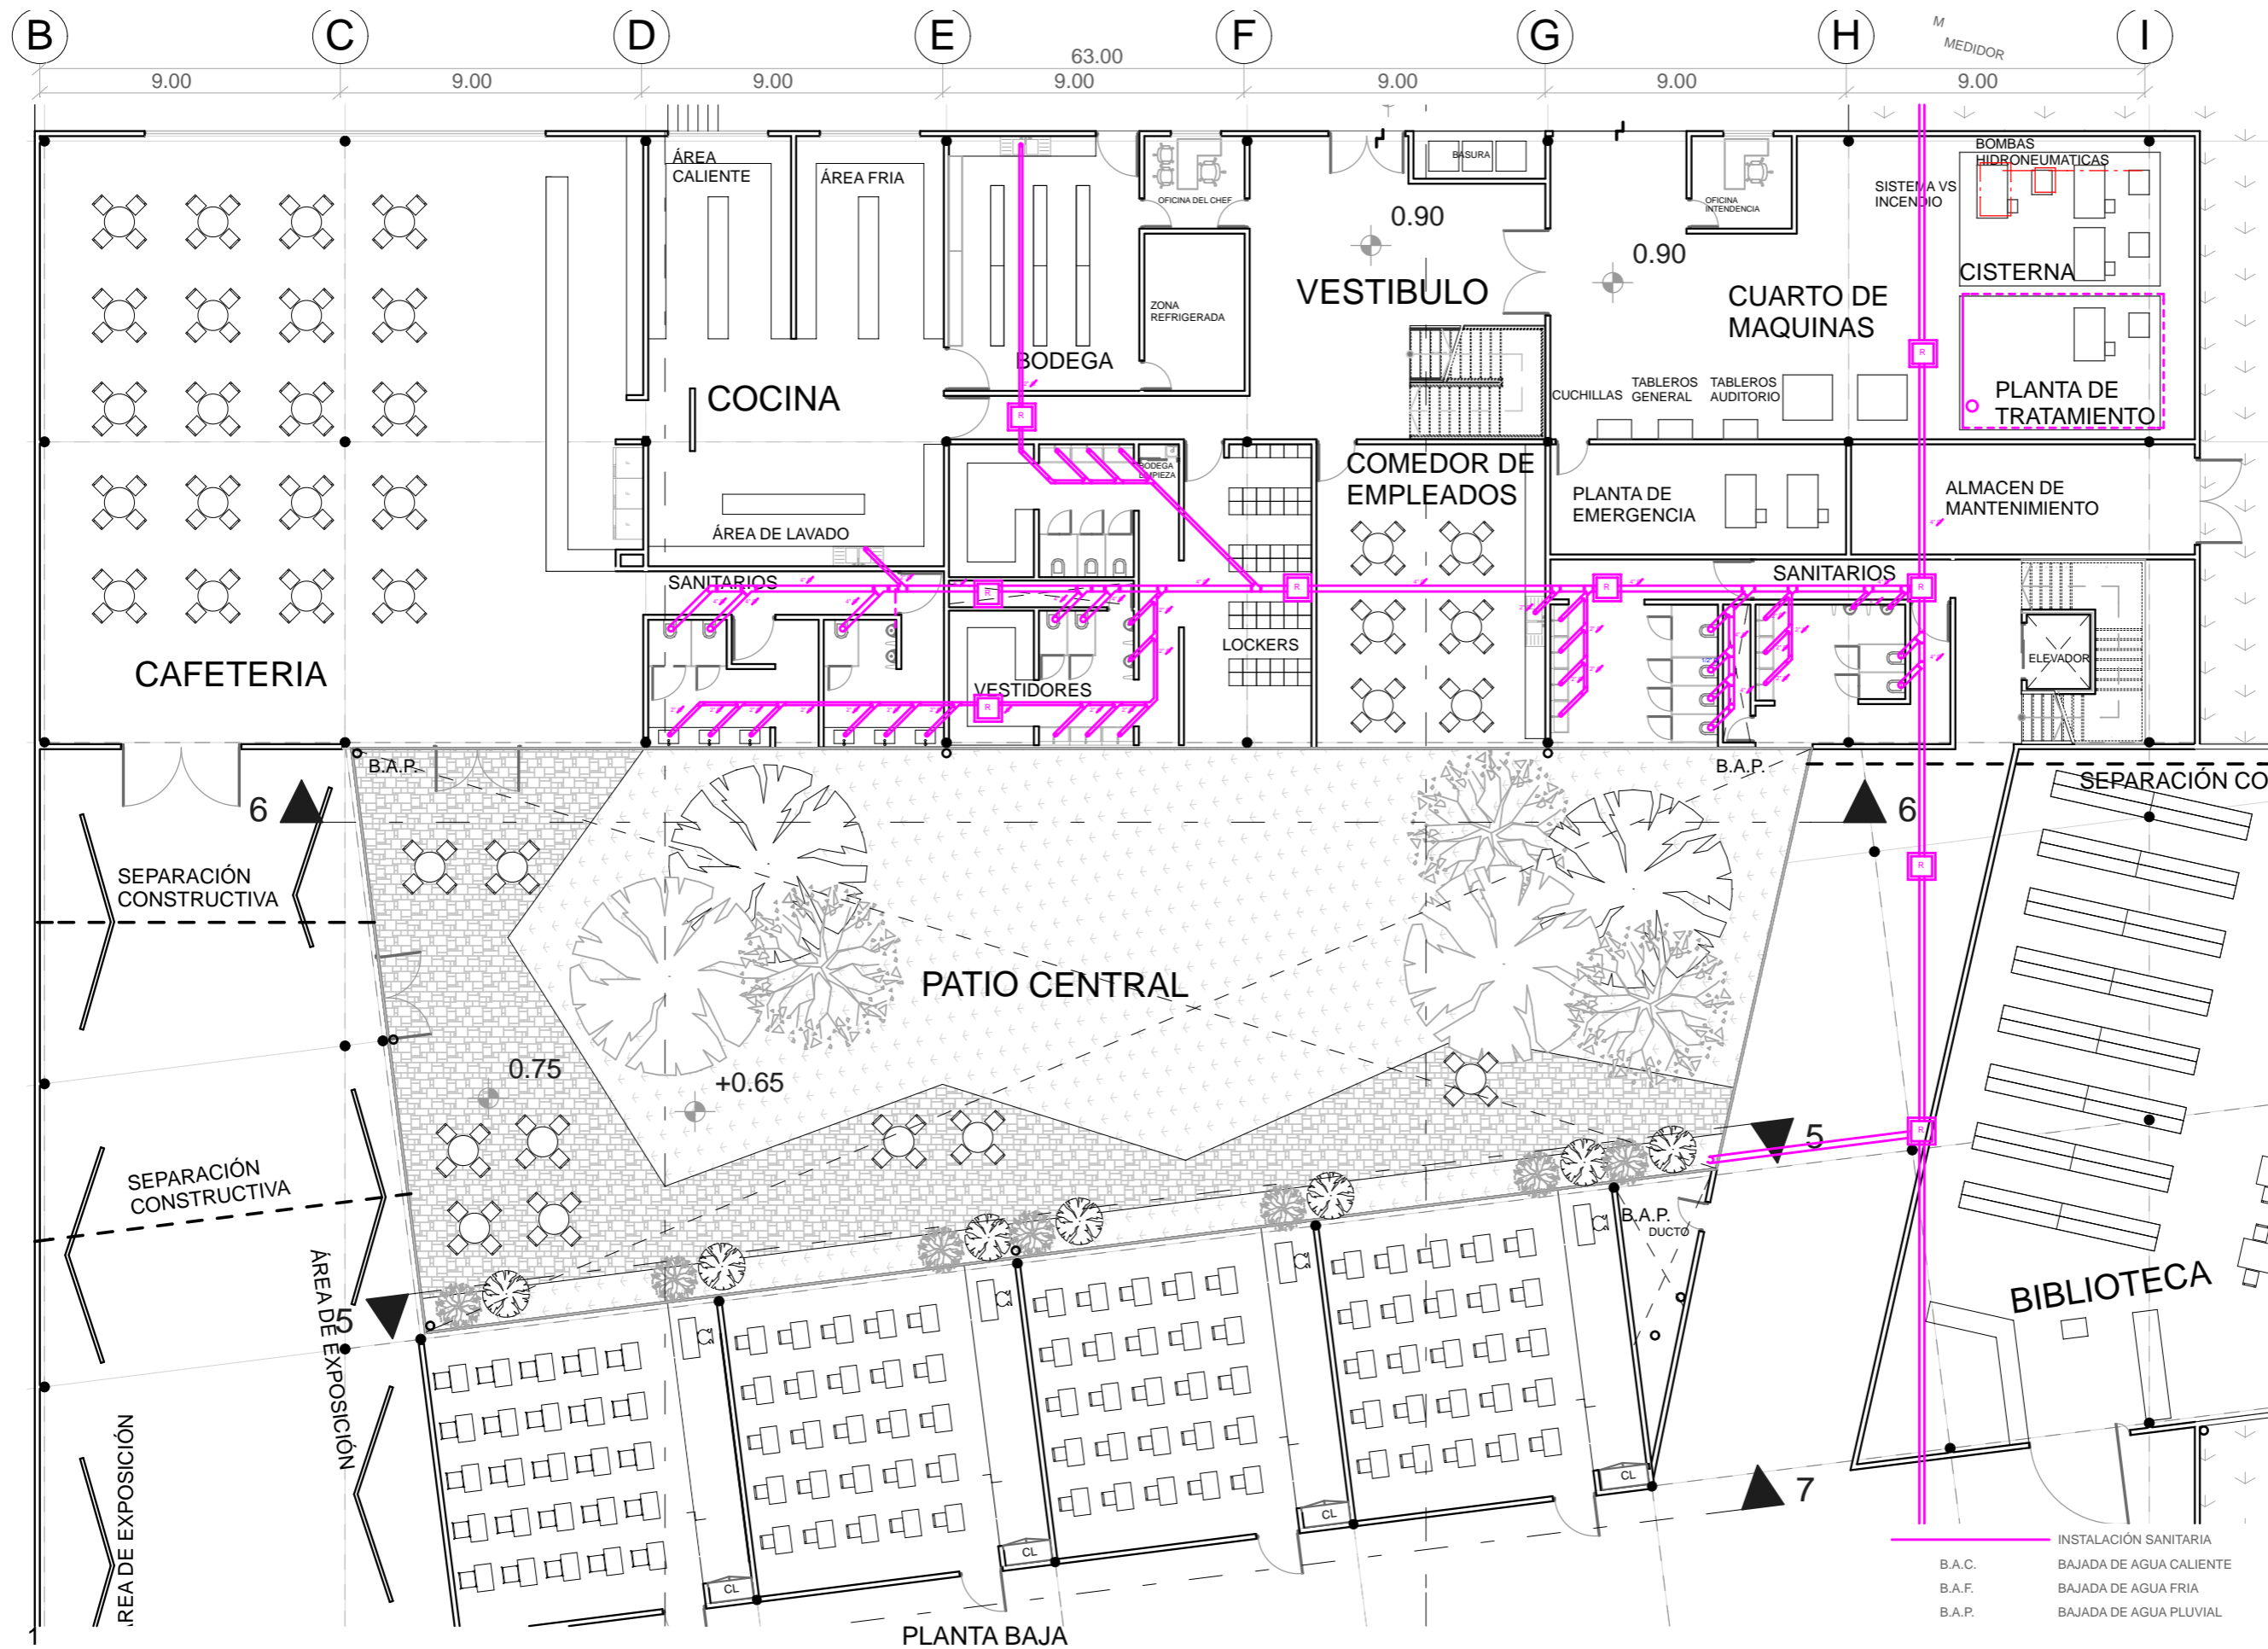 B
C
D
E
F
G
H
I
M
MEDIDOR
63.00
9.00
9.00
9.00
9.00
9.00
9.00
9.00
ÁREA
CALIENTE
ÁREA FRIA
OFICINA DEL CHEF
BASURA
OFICINA
INTENDENCIA
BOMBAS
HIDRONEUMATICAS
SISTEMA VS
INCENDIO
0.90
0.90
VESTIBULO
CISTERNA
CUARTO DE
MAQUINAS
ZONA
REFRIGERADA
BODEGA
COCINA
CUCHILLAS
TABLEROS
GENERAL
TABLEROS
AUDITORIO
PLANTA DE
TRATAMIENTO
R
R
BODEGA
LIMPIEZA
COMEDOR DE
EMPLEADOS
PLANTA DE
EMERGENCIA
ALMACEN DE
MANTENIMIENTO
ÁREA DE LAVADO
SANITARIOS
SANITARIOS
R
R
R
R
LOCKERS
ELEVADOR
CAFETERIA
VESTIDORES
R
B.A.P.
B.A.P.
SEPARACIÓN CO
6
6
R
SEPARACIÓN
CONSTRUCTIVA
PATIO CENTRAL
0.75
+0.65
R
5
SEPARACIÓN
CONSTRUCTIVA
B.A.P.
DUCTO
BIBLIOTECA
5
ÁREA DE EXPOSICIÓN
ÁREA DE EXPOSICIÓN
CL
CL
CL
CL
7
INSTALACIÓN SANITARIA
B.A.C.
BAJADA DE AGUA CALIENTE
B.A.F.
BAJADA DE AGUA FRIA
B.A.P.
BAJADA DE AGUA PLUVIAL
PLANTA BAJA